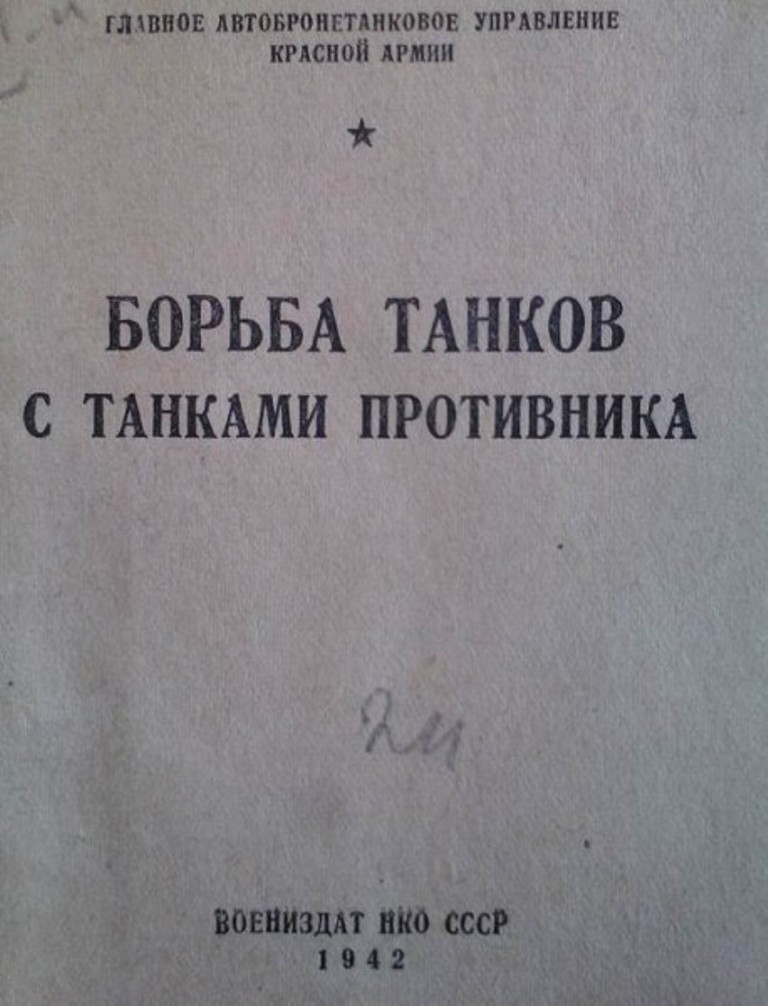 ГЛАВНОЕ АВТОБРОНЕТАНКОВОЕ УПРАВЛЕНИЕ
КРАСНОЙ АРМИИ
БОРЬБА ТАНКОВ
С ТАНКАМИ ПРОТИВНИКА
ВОЕНИЗДАТ НКО СССР
1942